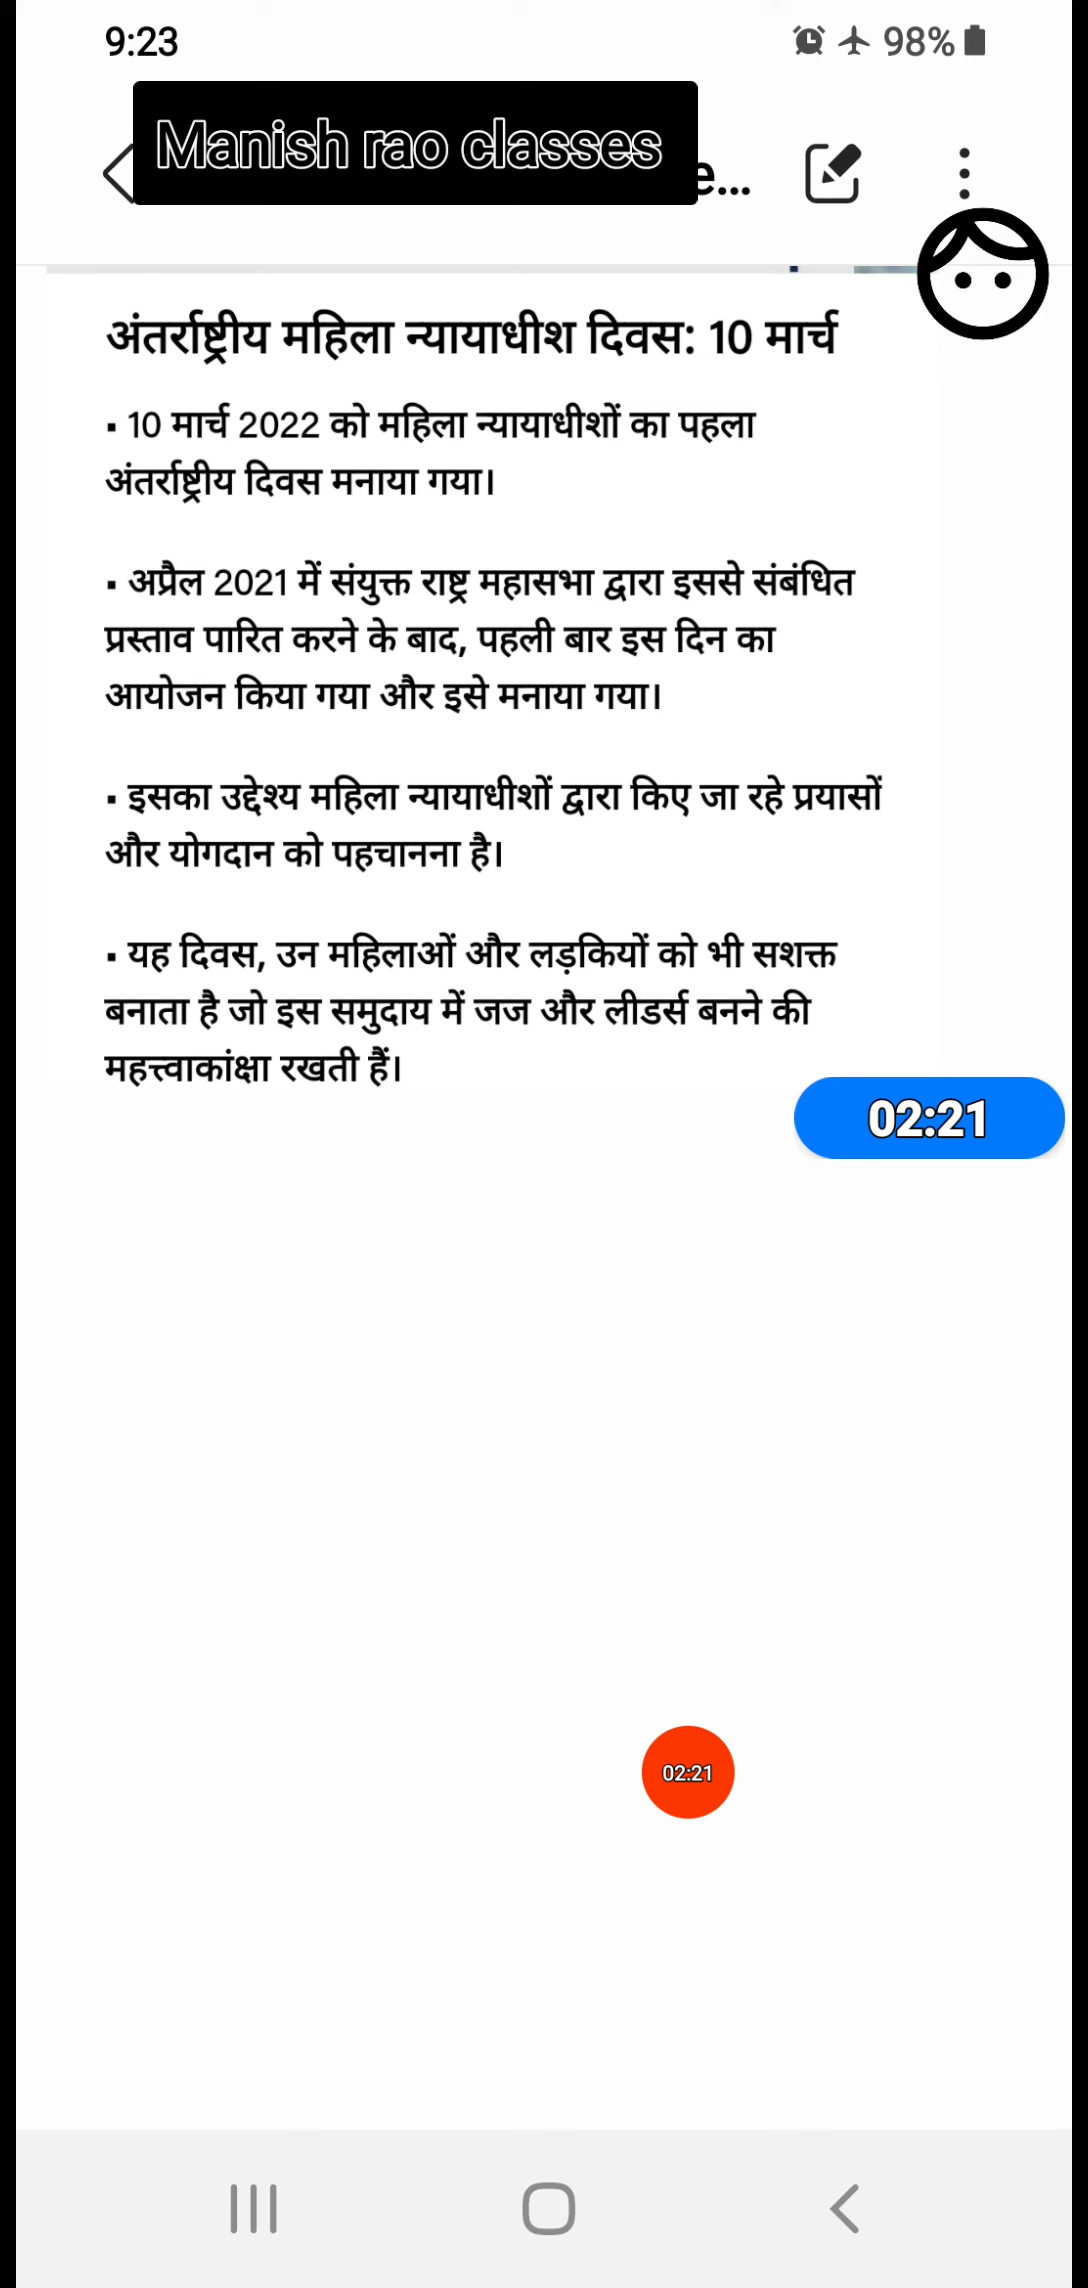 9:23
98%
Manish rao classes
e...
अंतर्राष्ट्रीय महिला न्यायाधीश दिवस: 10 मार्च
▪ 10 मार्च 2022 को महिला न्यायाधीशों का पहला
अंतर्राष्ट्रीय दिवस मनाया गया।
▪ अप्रैल 2021 में संयुक्त राष्ट्र महासभा द्वारा इससे संबंधित
प्रस्ताव पारित करने के बाद, पहली बार इस दिन का
आयोजन किया गया और इसे मनाया गया।
▪ इसका उद्देश्य महिला न्यायाधीशों द्वारा किए जा रहे प्रयासों
और योगदान को पहचानना है।
▪ यह दिवस, उन महिलाओं और लड़कियों को भी सशक्त
बनाता है जो इस समुदाय में जज और लीडर्स बनने की
महत्त्वाकांक्षा रखती हैं।
02:21
02:21